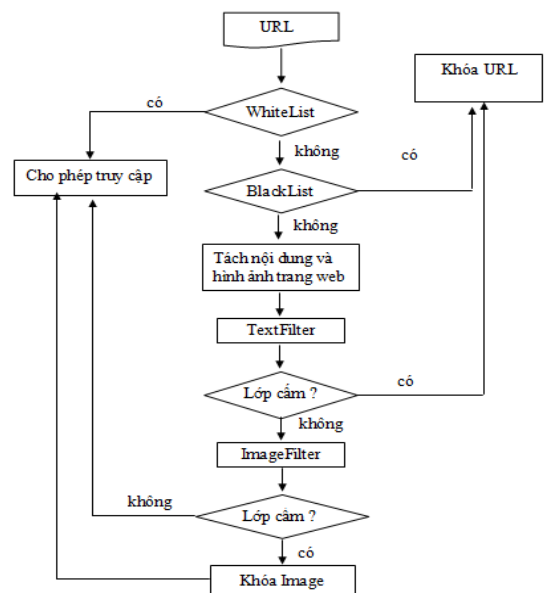 URL
Khóa URL
có
WhiteList
không
có
Cho phép truy cập
BlackList
không
Tách nội dung và
hình ảnh trang web
TextFilter
có
Lớp cấm ?
không
ImageFilter
không
Lớp cấm ?
có
Khóa Image